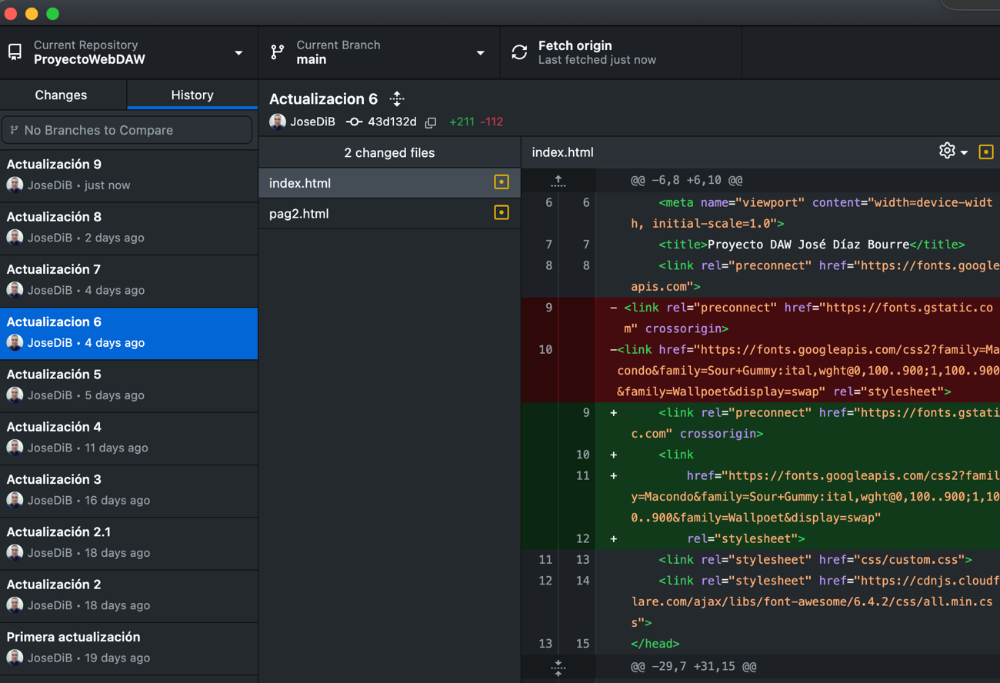 Current Repository
ProyectoWebDAW
Current Branch
main
Fetch origin
Last fetched just now
Changes
History
No Branches to Compare
Actualización 9
JoseDiB • just now
Actualización 8
JoseDiB • 2 days ago
Actualización 7
JoseDiB • 4 days ago
Actualizacion 6
JoseDiB • 4 days ago
Actualización 5
JoseDiB • 5 days ago
Actualización 4
JoseDiB • 11 days ago
Actualización 3
JoseDiB • 16 days ago
Actualización 2.1
JoseDiB • 18 days ago
Actualización 2
JoseDiB • 18 days ago
Primera actualización
JoseDiB • 19 days ago
Actualizacion 6
JoseDiB 43d132d +211 -112
2 changed files
index.html
pag2.html
index.html
@@ -6,8 +6,10 @@
6 6 <meta name="viewport" content="width=device-widt
h, initial-scale=1.0">
7 7 <title>Proyecto DAW José Díaz Bourre</title>
8 8 <link rel="preconnect" href="https://fonts.google
apis.com">
9 - <link rel="preconnect" href="https://fonts.gstatic.co
m" crossorigin>
10 -<link href="https://fonts.googleapis.com/css2?family=Ma
condo&family=Sour+Gummy:ital,wght@0,100..900;1,100..900
&family=Wallpoet&display=swap" rel="stylesheet">
9 + <link rel="preconnect" href="https://fonts.gstati
c.com" crossorigin>
10 + <link
11 + href="https://fonts.googleapis.com/css2?famil
y=Macondo&family=Sour+Gummy:ital,wght@0,100..900;1,10
0..900&family=Wallpoet&display=swap"
12 + rel="stylesheet">
11 13 <link rel="stylesheet" href="css/custom.css">
12 14 <link rel="stylesheet" href="https://cdnjs.cloudf
lare.com/ajax/libs/font-awesome/6.4.2/css/all.min.cs
s">
13 15 </head>
@@ -29,7 +31,15 @@